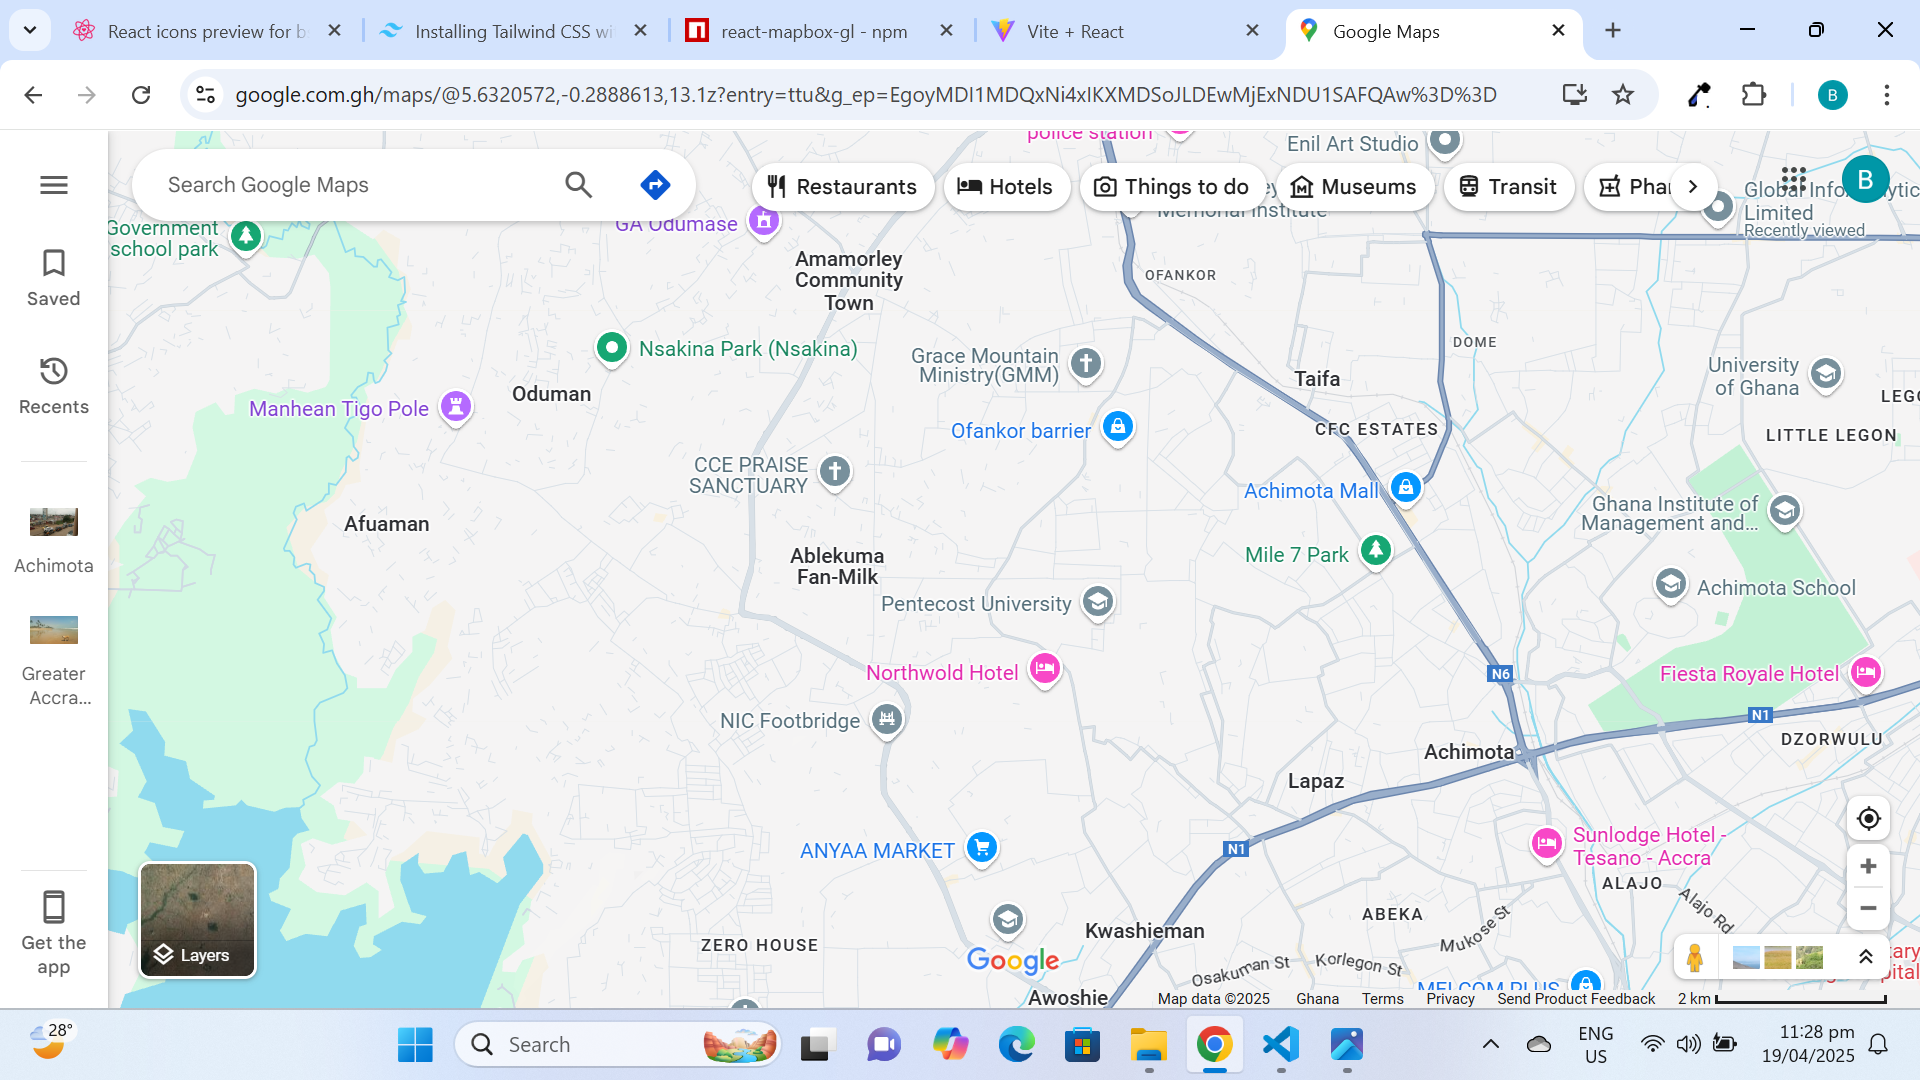 React icons preview for b
Installing Tailwind CSS wi
react-mapbox-gl - npm
Vite + React
Google Maps
google.com.gh/maps/@5.6320572,-0.2888613,13.1z?entry=ttu&g_ep=EgoyMDI1MDQxNi4xIKXMDSoJLDEwMjExNDU1SAFQAw%3D%3D
B
Search Google Maps
Restaurants
Hotels
Things to do
Museums
Transit
Phar
B
Saved
Recents
Achimota
Greater
Accra...
Get the
app
police station
Enil Art Studio
Memorial Institute
Limited
Recently viewed
Government
school park
GA Odumase
Amamorley
Community
Town
OFANKOR
DOME
Nsakina Park (Nsakina)
Grace Mountain
Ministry(GMM)
Taifa
University
of Ghana
LEGO
Oduman
Manhean Tigo Pole
Ofankor barrier
CFC ESTATES
LITTLE LEGON
CCE PRAISE
SANCTUARY
Achimota Mall
Ghana Institute of
Management and...
Afuaman
Ablekuma
Fan-Milk
Mile 7 Park
Achimota School
Pentecost University
Northwold Hotel
N6
Fiesta Royale Hotel
N1
NIC Footbridge
DZORWULU
Achimota
Lapaz
ANYAA MARKET
N1
Sunlodge Hotel -
Tesano - Accra
ALAJO
Alajo Rd
ABEKA
Mukose St
Kwashieman
ZERO HOUSE
Google
Osakunan St
Korlegon St
Awoshie
MELCOM PLUS
Layers
Map data ©2025
Ghana
Terms
Privacy
Send Product Feedback
2 km
28°
Search
ENG
US
11:28 pm
19/04/2025